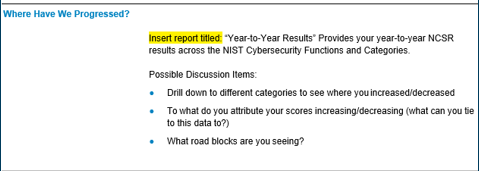 Where Have We Progressed?
Insert report titled: “Year-to-Year Results” Provides your year-to-year NCSR
results across the NIST Cybersecurity Functions and Categories.
Possible Discussion Items:
• Drill down to different categories to see where you increased/decreased
• To what do you attribute your scores increasing/decreasing (what can you tie
to this data to?)
• What road blocks are you seeing?